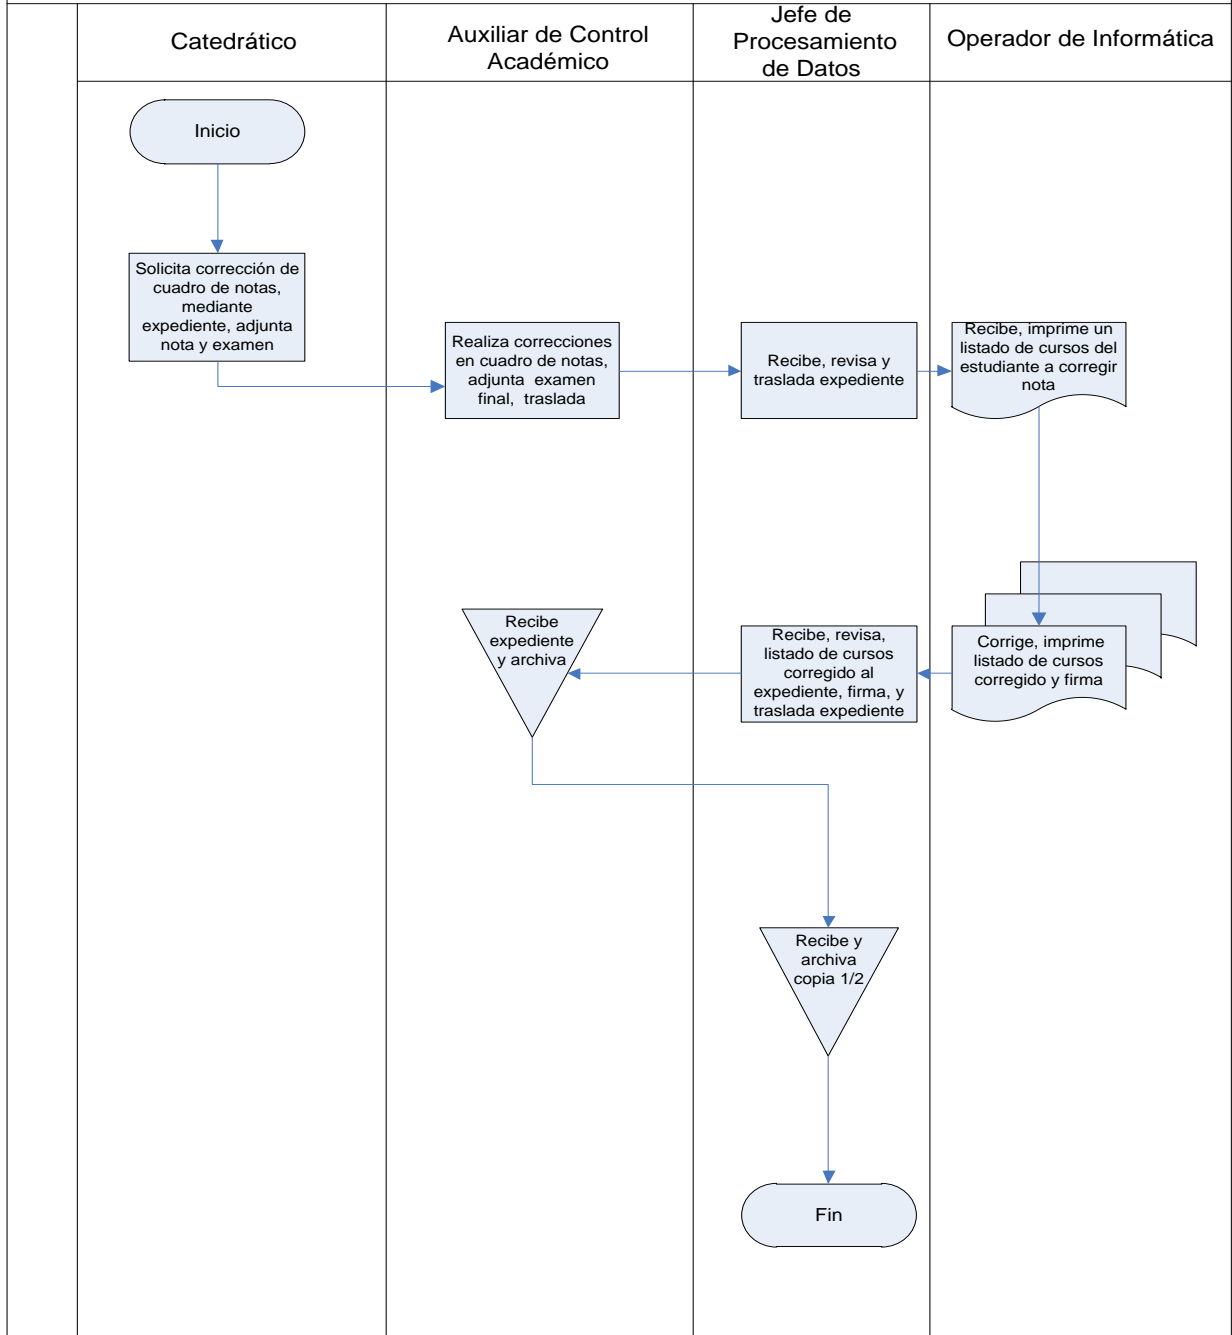 Catedrático
Auxiliar de Control
Académico
Jefe de
Procesamiento
de Datos
Operador de Informática
Inicio
Solicita corrección de
cuadro de notas,
mediante
expediente, adjunta
nota y examen
Realiza correcciones
en cuadro de notas,
adjunta examen
final, traslada
Recibe, revisa y
traslada expediente
Recibe, imprime un
listado de cursos del
estudiante a corregir
nota
Corrige, imprime
listado de cursos
corregido y firma
Recibe, revisa,
listado de cursos
corregido al
expediente, firma, y
traslada expediente
Recibe
expediente
y archiva
Recibe y
archiva
copia 1/2
Fin